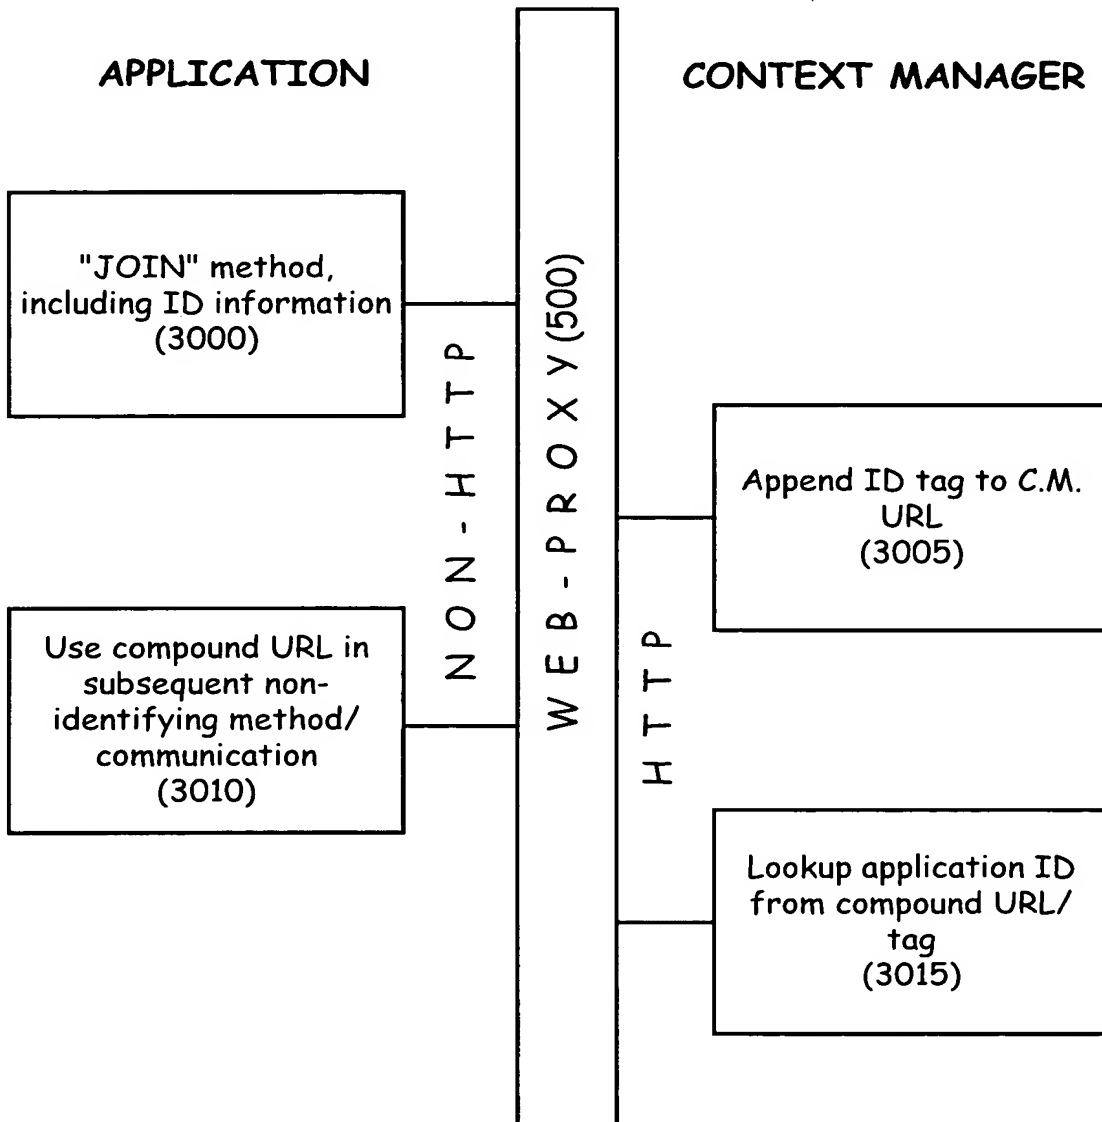 APPLICATION
CONTEXT MANAGER
"JOIN" method,
including ID information
(3000)
NON-HTTP
WEB-PROXY (500)
HTTP
Append ID tag to C.M.
URL
(3005)
Use compound URL in
subsequent non-
identifying method/
communication
(3010)
Lookup application ID
from compound URL/
tag
(3015)